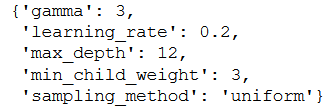 {'gamma': 3,
'learning_rate': 0.2,
'max_depth': 12,
'min_child_weight': 3,
'sampling_method': 'uniform'}